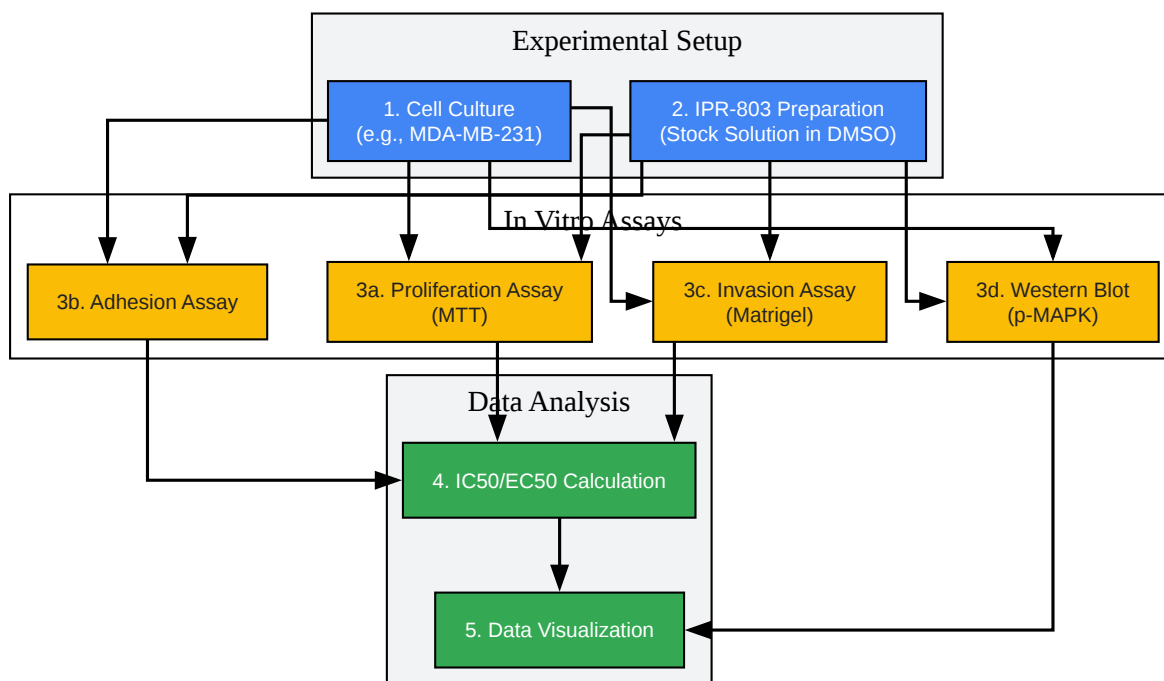 Experimental Setup
1. Cell Culture
(e.g., MDA-MB-231)
2. IPR-803 Preparation
(Stock Solution in DMSO)
In Vitro Assays
3b. Adhesion Assay
3a. Proliferation Assay
(MTT)
3c. Invasion Assay
(Matrigel)
3d. Western Blot
(p-MAPK)
Data Analysis
4. IC50/EC50 Calculation
5. Data Visualization